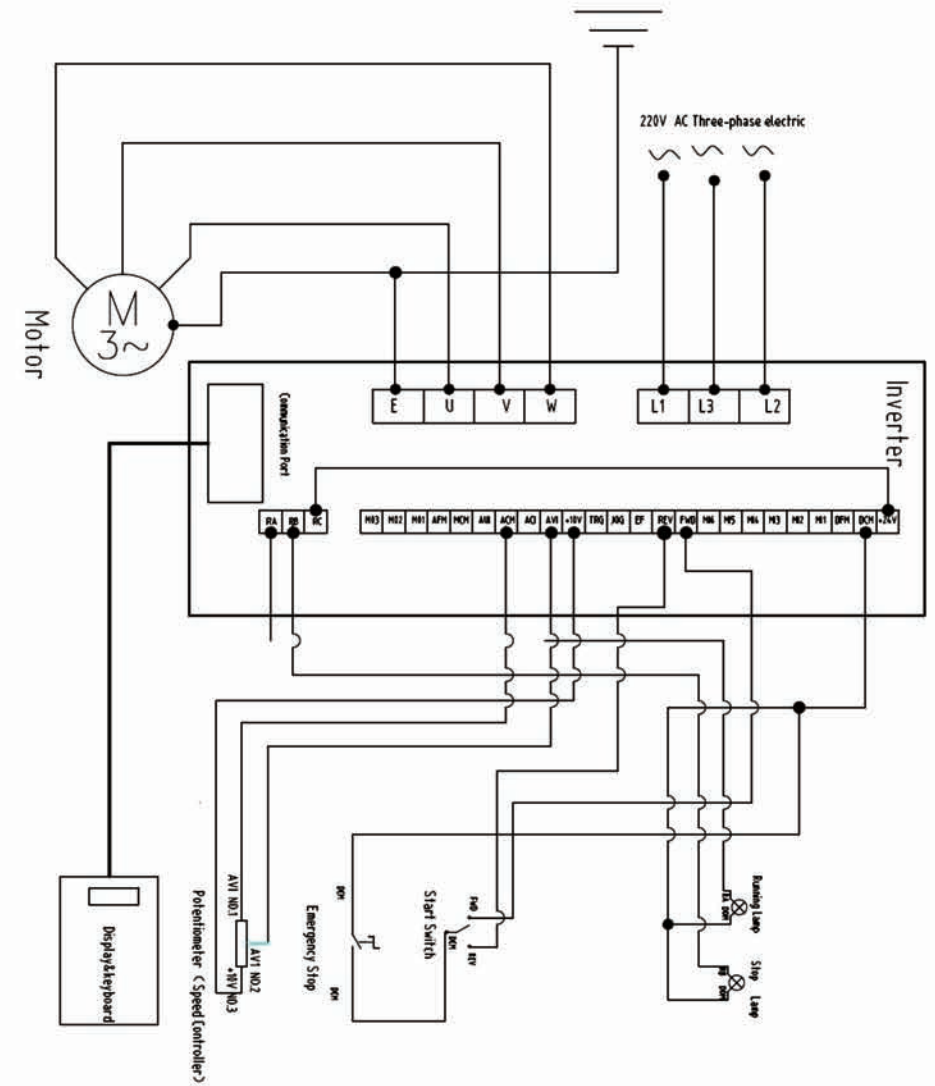 220V AC Three-phase electric
M
3~
Motor
Inverter
Communication Port
E U V W
L1 L3 L2
RA RB RC
MO3 MO2 MO1 AFM MCM AUI ACM ACI AVI +10V TRG JOG EF REV FWD MI6 MI5 MI4 MI3 MI2 MI1 DFM DCM +24V
Running Lamp
RA DCM
Stop Lamp
RB DCM
FWD
DCM
REV
Start Switch
DCM
Emergency Stop
DCM
AVI NO.1
AV1 NO.2
+10V NO.3
Potentiometer (Speed Controller)
Display&keyboard